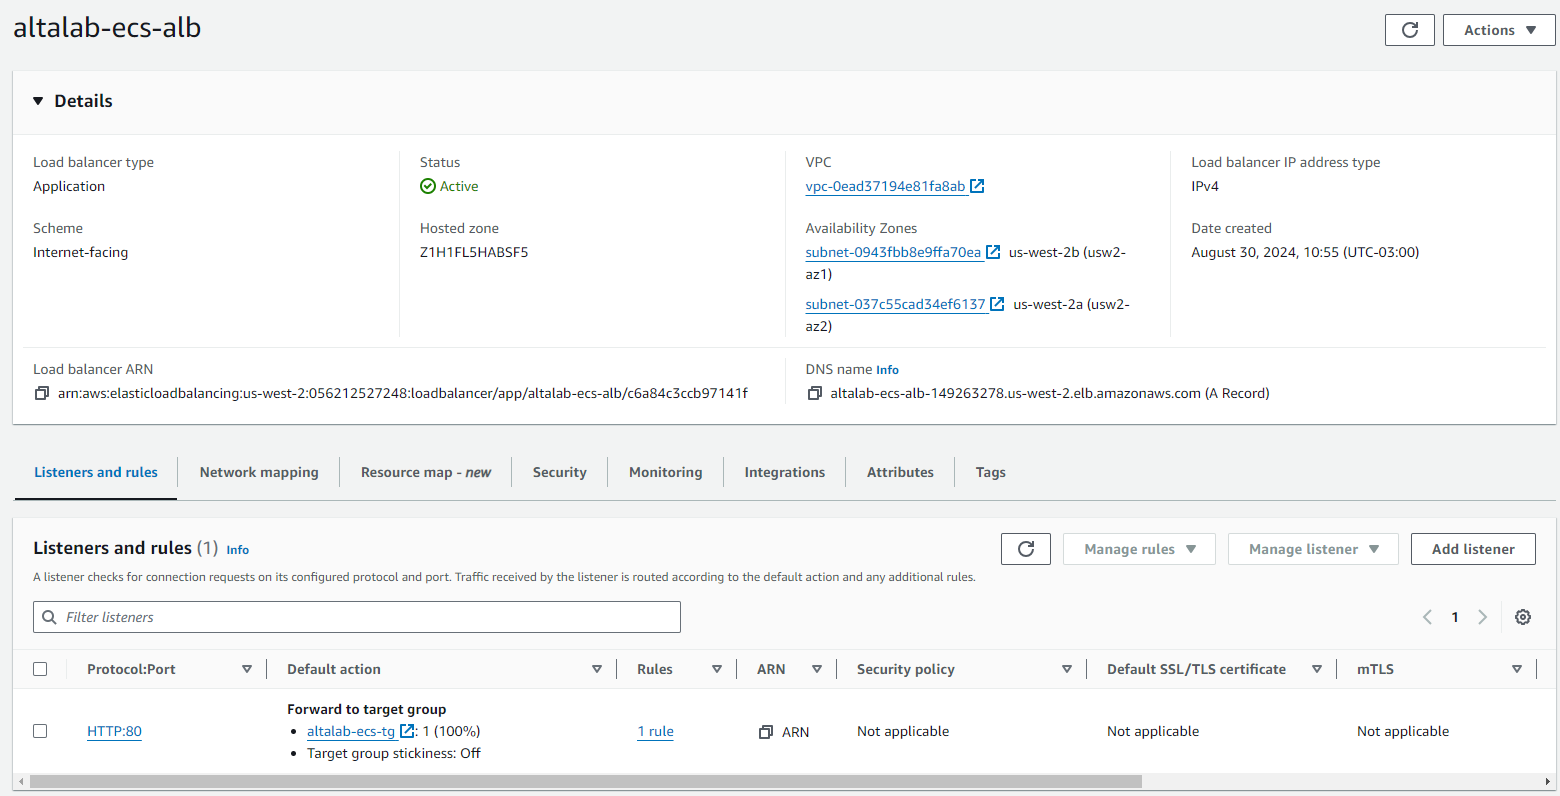 altalab-ecs-alb
Actions
Details
Load balancer type
Application
Status
Active
VPC
vpc-0ead37194e81fa8ab
Load balancer IP address type
IPv4
Scheme
Internet-facing
Hosted zone
Z1H1FL5HABSF5
Availability Zones
subnet-0943fbb8e9ffa70ea us-west-2b (usw2-
az1)
subnet-037c55cad34ef6137 us-west-2a (usw2-
az2)
Date created
August 30, 2024, 10:55 (UTC-03:00)
Load balancer ARN
arn:aws:elasticloadbalancing:us-west-2:056212527248:loadbalancer/app/altalab-ecs-alb/c6a84c3ccb97141f
DNS name Info
altalab-ecs-alb-149263278.us-west-2.elb.amazonaws.com (A Record)
Listeners and rules Network mapping Resource map - new Security Monitoring Integrations Attributes Tags
Listeners and rules (1) Info
Manage rules Manage listener Add listener
A listener checks for connection requests on its configured protocol and port. Traffic received by the listener is routed according to the default action and any additional rules.
Filter listeners
1
Protocol:Port Default action Rules ARN Security policy Default SSL/TLS certificate mTLS
HTTP:80
Forward to target group
• altalab-ecs-tg : 1 (100%)
• Target group stickiness: Off
1 rule
ARN
Not applicable
Not applicable
Not applicable